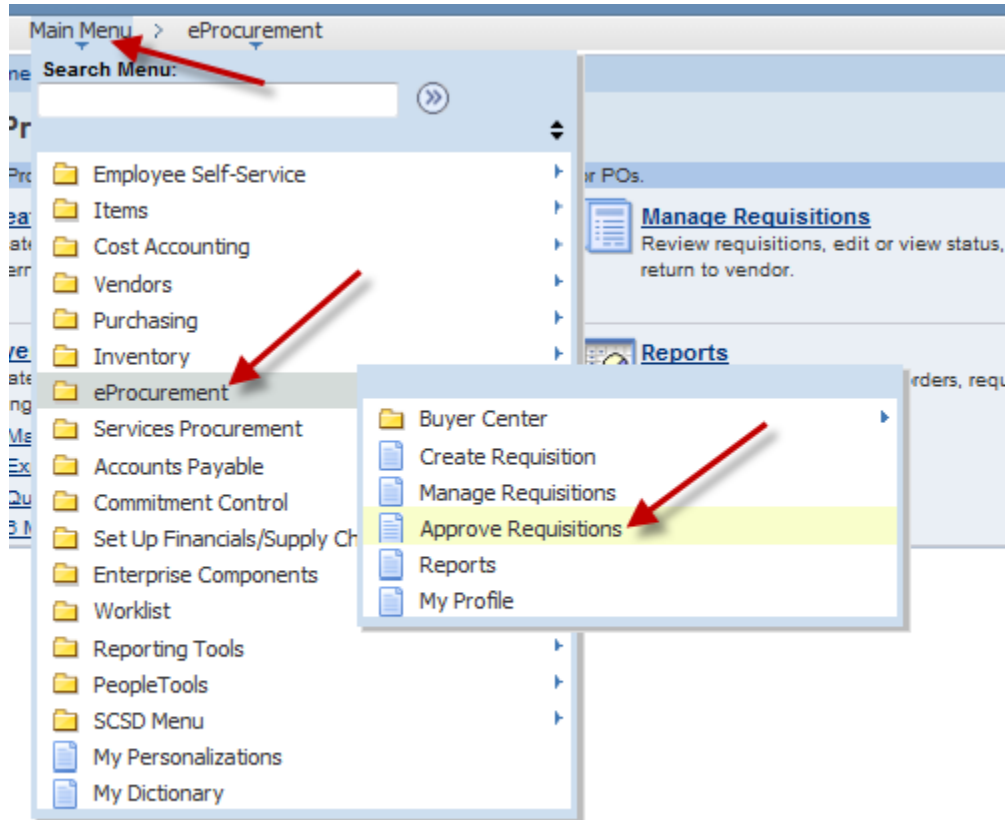 Main Menu > eProcurement
Search Menu:
Employee Self-Service
Items
Cost Accounting
Vendors
Purchasing
Inventory
eProcurement
Services Procurement
Accounts Payable
Commitment Control
Set Up Financials/Supply Ch
Enterprise Components
Worklist
Reporting Tools
PeopleTools
SCSD Menu
My Personalizations
My Dictionary
Buyer Center
Create Requisition
Manage Requisitions
Approve Requisitions
Reports
My Profile
or POs.
Manage Requisitions
Review requisitions, edit or view status,
return to vendor.
Reports
rders, requ